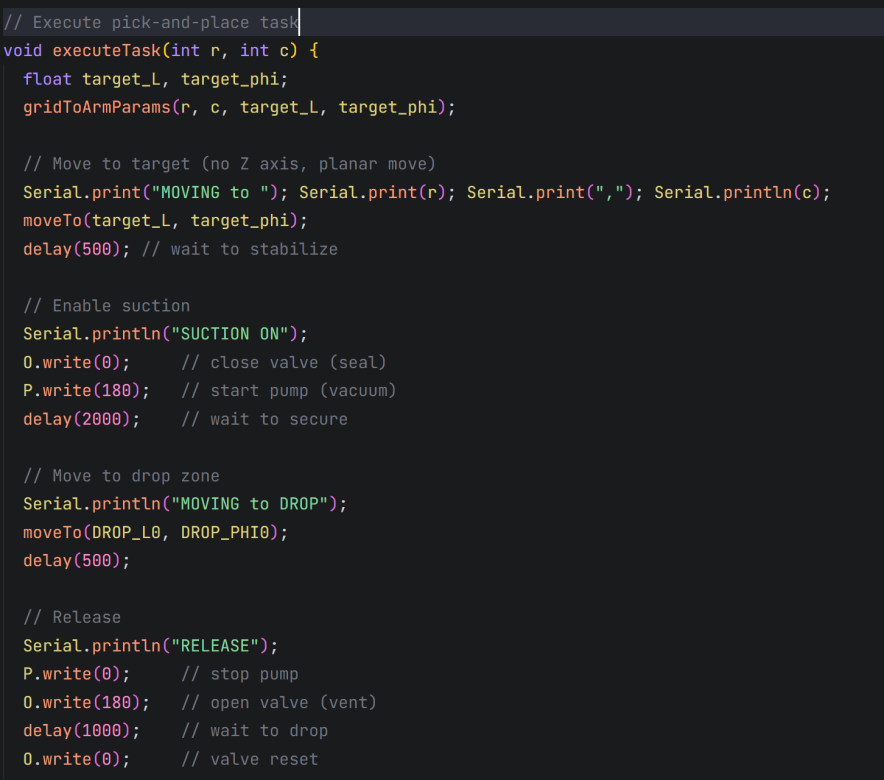 // Execute pick-and-place task
void executeTask(int r, int c) {
float target_L, target_phi;
gridToArmParams(r, c, target_L, target_phi);
// Move to target (no Z axis, planar move)
Serial.print("MOVING to "); Serial.print(r); Serial.print(","); Serial.println(c);
moveTo(target_L, target_phi);
delay(500); // wait to stabilize
// Enable suction
Serial.println("SUCTION ON");
O.write(0);     // close valve (seal)
P.write(180);   // start pump (vacuum)
delay(2000);    // wait to secure
// Move to drop zone
Serial.println("MOVING to DROP");
moveTo(DROP_L0, DROP_PHI0);
delay(500);
// Release
Serial.println("RELEASE");
P.write(0);     // stop pump
O.write(180);   // open valve (vent)
delay(1000);    // wait to drop
O.write(0);     // valve reset